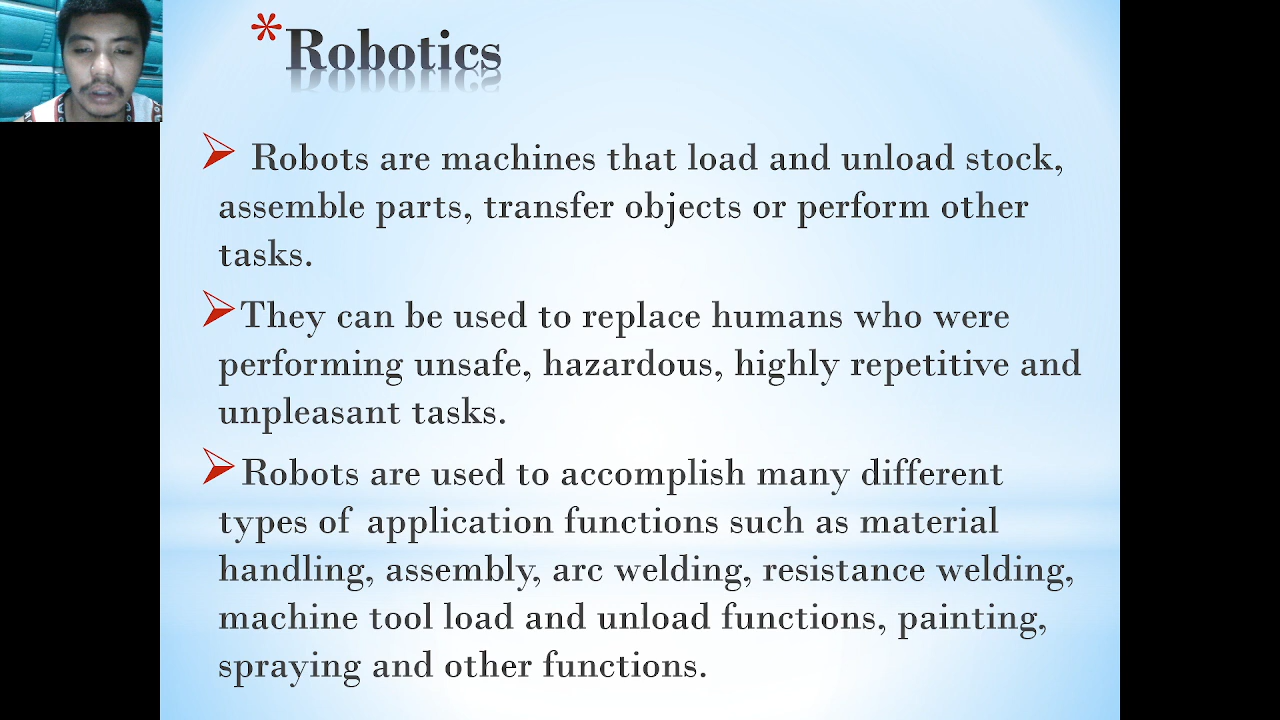 *Robotics
Robots are machines that load and unload stock,
assemble parts, transfer objects or perform other
tasks.
They can be used to replace humans who were
performing unsafe, hazardous, highly repetitive and
unpleasant tasks.
Robots are used to accomplish many different
types of application functions such as material
handling, assembly, arc welding, resistance welding,
machine tool load and unload functions, painting,
spraying and other functions.